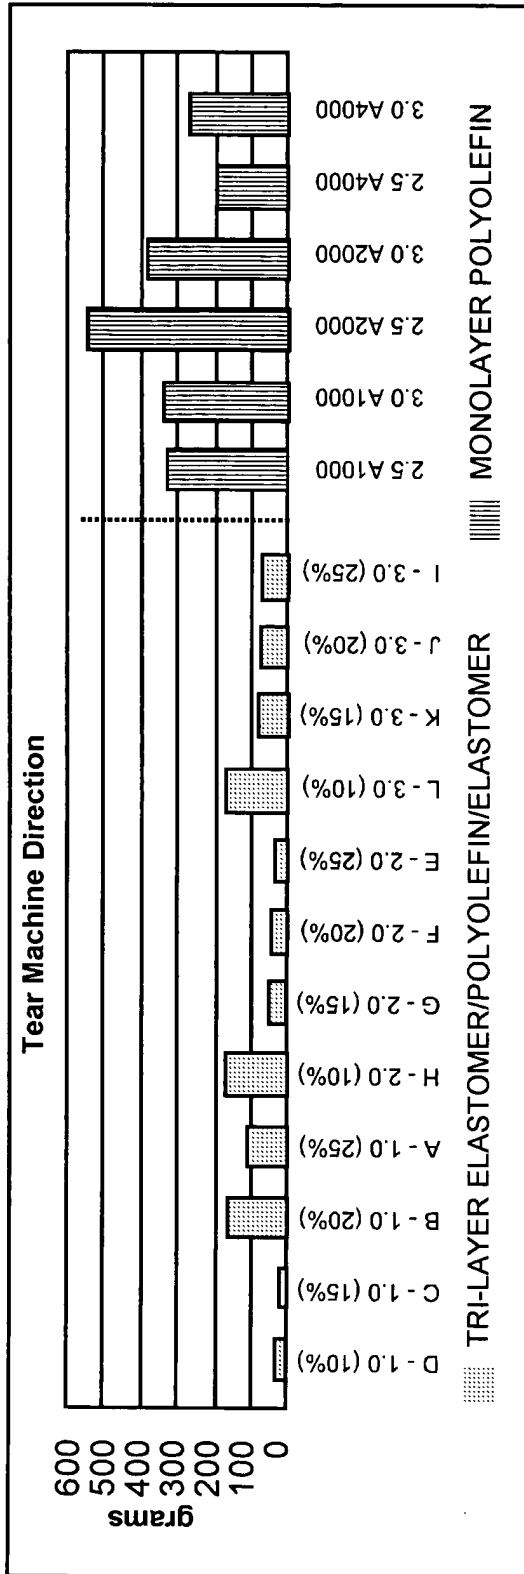 Tear Machine Direction
grams
600
500
400
300
200
100
0
D - 1.0 (10%)
C - 1.0 (15%)
B - 1.0 (20%)
A - 1.0 (25%)
H - 2.0 (10%)
G - 2.0 (15%)
F - 2.0 (20%)
E - 2.0 (25%)
L - 3.0 (10%)
K - 3.0 (15%)
J - 3.0 (20%)
I - 3.0 (25%)
2.5 A1000
3.0 A1000
2.5 A2000
3.0 A2000
2.5 A4000
3.0 A4000
TRI-LAYER ELASTOMER/POLYOLEFIN/ELASTOMER
MONOLAYER POLYOLEFIN